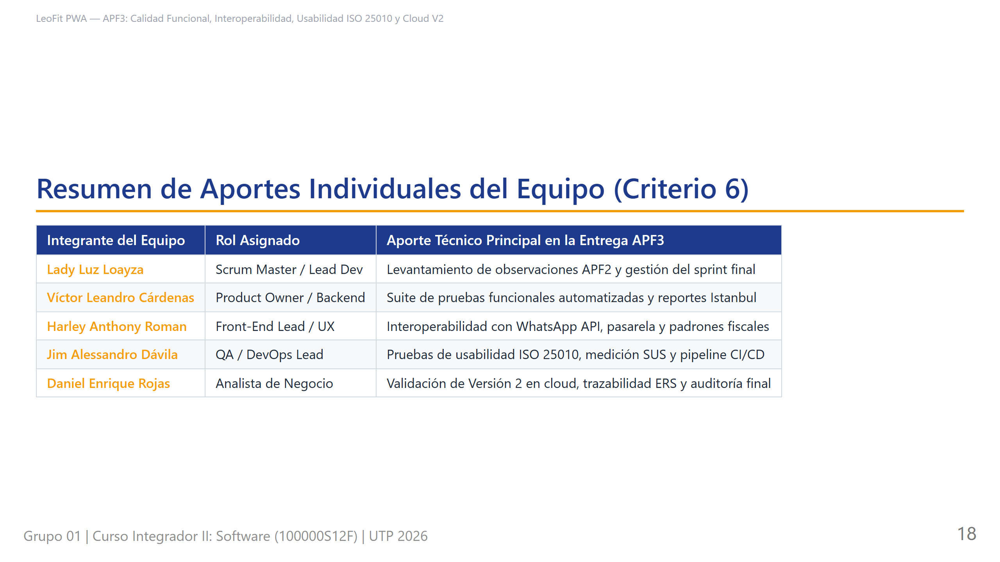 LeoFit PWA — APF3: Calidad Funcional, Interoperabilidad, Usabilidad ISO 25010 y Cloud V2
Resumen de Aportes Individuales del Equipo (Criterio 6)
Integrante del Equipo Rol Asignado Aporte Técnico Principal en la Entrega APF3
Lady Luz Loayza Scrum Master / Lead Dev Levantamiento de observaciones APF2 y gestión del sprint final
Víctor Leandro Cárdenas Product Owner / Backend Suite de pruebas funcionales automatizadas y reportes Istanbul
Harley Anthony Roman Front-End Lead / UX Interoperabilidad con WhatsApp API, pasarela y padrones fiscales
Jim Alessandro Dávila QA / DevOps Lead Pruebas de usabilidad ISO 25010, medición SUS y pipeline CI/CD
Daniel Enrique Rojas Analista de Negocio Validación de Versión 2 en cloud, trazabilidad ERS y auditoría final
Grupo 01 | Curso Integrador II: Software (100000S12F) | UTP 2026
18